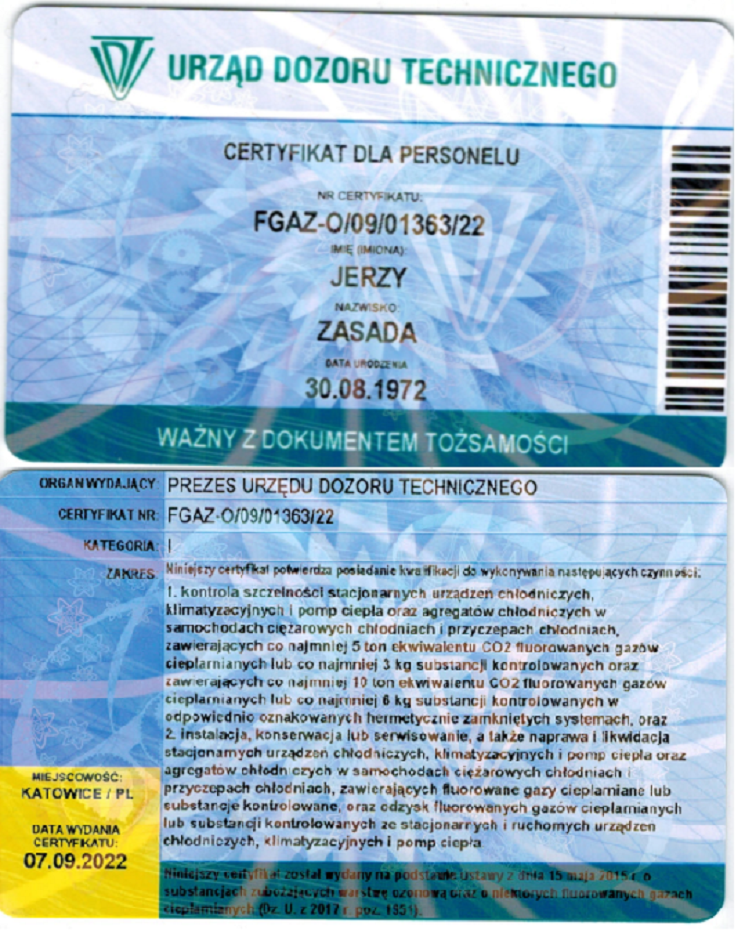 UDT URZĄD DOZORU TECHNICZNEGO
CERTYFIKAT DLA PERSONELU
NR CERTYFIKATU:
FGAZ-O/09/01363/22
IMIĘ (IMIONA):
JERZY
NAZWISKO:
ZASADA
DATA URODZENIA
30.08.1972
WAŻNY Z DOKUMENTEM TOŻSAMOŚCI
ORGAN WYDAJĄCY: PREZES URZĘDU DOZORU TECHNICZNEGO
CERTYFIKAT NR: FGAZ-O/09/01363/22
KATEGORIA: I
ZAKRES: Niniejszy certyfikat potwierdza posiadanie kwalifikacji do wykonywania następujących czynności:
1. kontrola szczelności stacjonarnych urządzeń chłodniczych,
klimatyzacyjnych i pomp ciepła oraz agregatów chłodniczych w
samochodach ciężarowych chłodniach i przyczepach chłodniach,
zawierających co najmniej 5 ton ekwiwalentu CO2 fluorowanych gazów
cieplarnianych lub co najmniej 3 kg substancji kontrolowanych oraz
zawierających co najmniej 10 ton ekwiwalentu CO2 fluorowanych gazów
cieplarnianych lub co najmniej 6 kg substancji kontrolowanych w
odpowiednio oznakowanych hermetycznie zamkniętych systemach, oraz
2. instalacja, konserwacja lub serwisowanie, a także naprawa i likwidacja
stacjonarnych urządzeń chłodniczych, klimatyzacyjnych i pomp ciepła oraz
agregatów chłodniczych w samochodach ciężarowych chłodniach i
przyczepach chłodniach, zawierających fluorowane gazy cieplarniane lub
substancje kontrolowane, oraz odzysk fluorowanych gazów cieplarnianych
lub substancji kontrolowanych ze stacjonarnych i ruchomych urządzeń
chłodniczych, klimatyzacyjnych i pomp ciepła
MIEJSCOWOŚĆ:
KATOWICE / PL
DATA WYDANIA
CERTYFIKATU:
07.09.2022
Niniejszy certyfikat został wydany na podstawie ustawy z dnia 15 maja 2015 r. o
substancjach zubożających warstwę ozonową oraz o niektórych fluorowanych gazach
cieplarnianych (Dz. U. z 2017 r. poz. 1951).